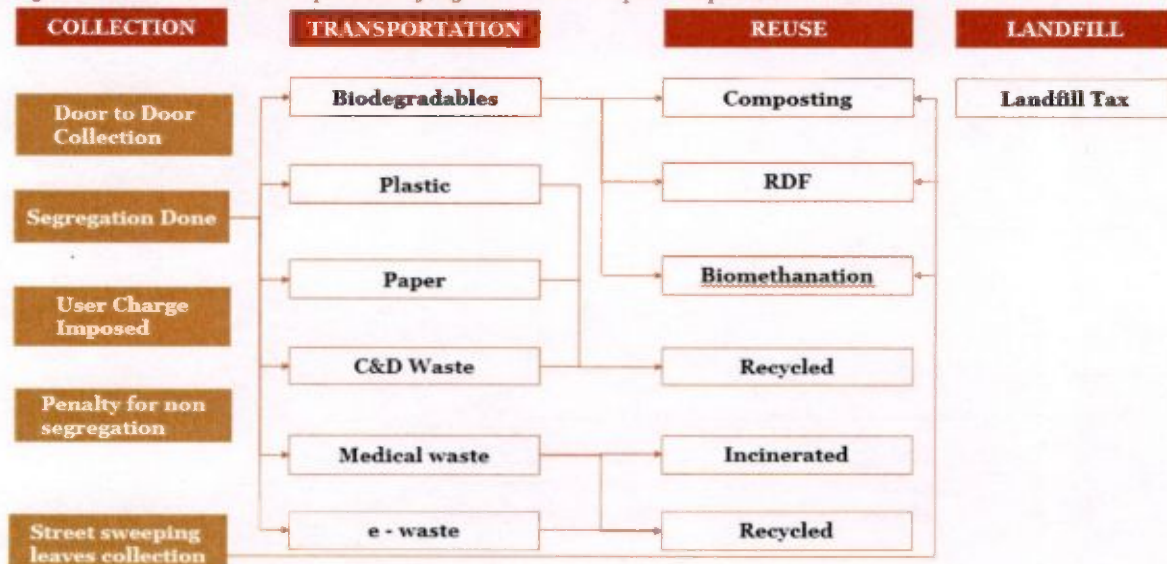 COLLECTION
TRANSPORTATION
REUSE
LANDFILL
Door to Door
Collection
Segregation Done
User Charge
Imposed
Penalty for non
segregation
Street sweeping
leaves collection
Biodegradables
Plastic
Paper
C&D Waste
Medical waste
e - waste
Composting
RDF
Biomethanation
Recycled
Incinerated
Recycled
Landfill Tax